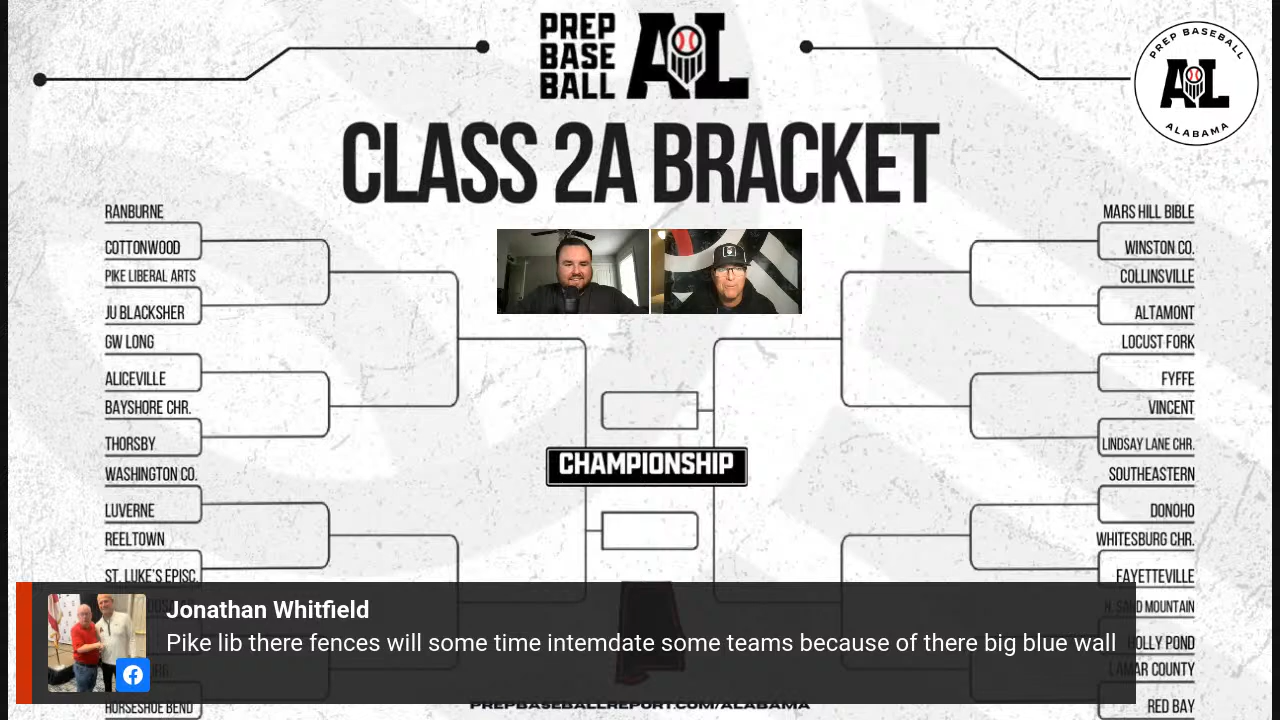 PREP
BASE
BALL
AL
PREP BASEBALL
AL
ALABAMA
CLASS 2A BRACKET
RANBURNE
COTTONWOOD
PIKE LIBERAL ARTS
JU BLACKSHER
GW LONG
ALICEVILLE
BAYSHORE CHR.
THORSBY
WASHINGTON CO.
LUVERNE
REELTOWN
ST. LUKE'S EPISC.
HORSESHOE BEND
MARS HILL BIBLE
WINSTON CO.
COLLINSVILLE
ALTAMONT
LOCUST FORK
FYFFE
VINCENT
LINDSAY LANE CHR.
SOUTHEASTERN
DONOHO
WHITESBURG CHR.
FAYETTEVILLE
H. SAND MOUNTAIN
HOLLY POND
LAMAR COUNTY
RED BAY
CHAMPIONSHIP
Jonathan Whitfield
Pike lib there fences will some time intemdate some teams because of there big blue wall
PREPBASEBALLREPORT.COM/ALABAMA